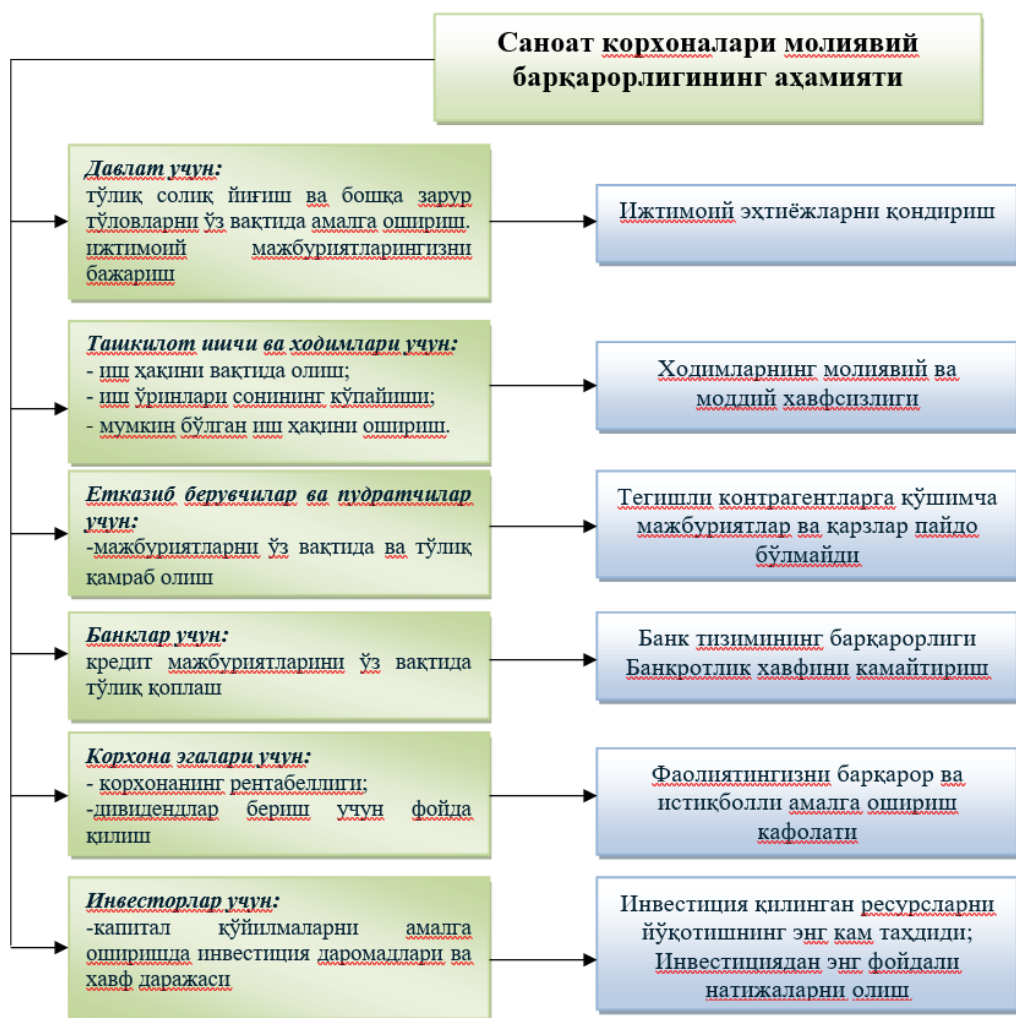 Саноат корхоналари молиявий
барқарорлигининг аҳамияти
Давлат учун:
тўлиқ солиқ йиғиш ва бошқа зарур
тўловларни ўз вақтида амалга ошириш.
ижтимоий мажбуриятларингизни
бажариш
Ижтимоий эҳтиёжларни қондириш
Ташкилот ишчи ва ходимлари учун:
- иш ҳақини вақтида олиш;
- иш ўринлари сонининг кўпайиши;
- мумкин бўлган иш ҳақини ошириш.
Ходимларнинг молиявий ва
моддий хавфсизлиги
Етказиб берувчилар ва пудратчилар
учун:
-мажбуриятларни ўз вақтида ва тўлиқ
қамраб олиш
Тегишли контрагентларга қўшимча
мажбуриятлар ва қарзлар пайдо
бўлмайди
Банклар учун:
кредит мажбуриятларини ўз вақтида
тўлиқ қоплаш
Банк тизимининг барқарорлиги
Банкротлик хавфини камайтириш
Корхона эгалари учун:
- корхонанинг рентабеллиги;
-дивидендлар бериш учун фойда
қилиш
Фаолиятингизни барқарор ва
истиқболли амалга ошириш
кафолати
Инвесторлар учун:
-капитал қўйилмаларни амалга
оширишда инвестиция даромадлари ва
хавф даражаси
Инвестиция қилинган ресурсларни
йўқотишнинг энг кам таҳдиди;
Инвестициядан энг фойдали
натижаларни олиш